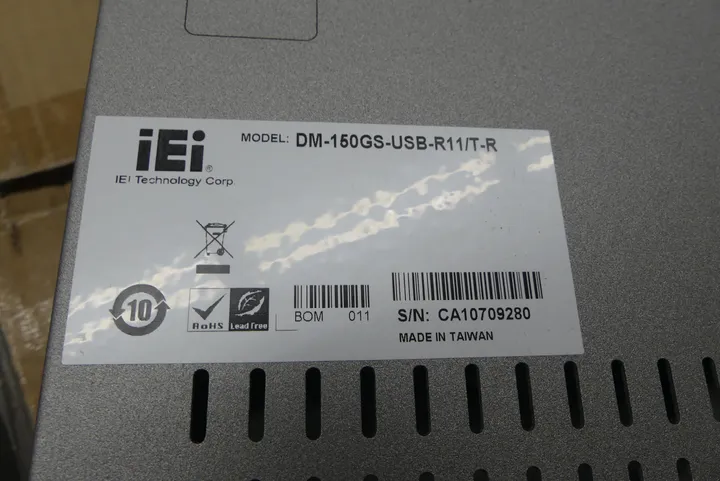 iEi®
IEI Technology Corp.
MODEL: DM-150GS-USB-R11/T-R
10
RoHS
Lead Free
BOM 011
S/N: CA10709280
MADE IN TAIWAN